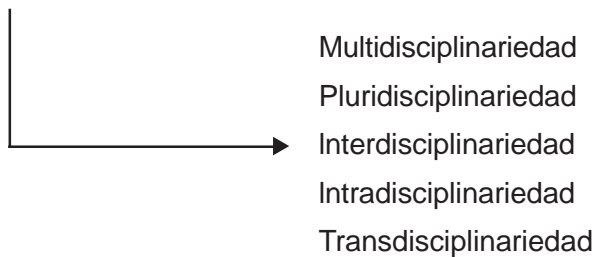 Multidisciplinariedad
Pluridisciplinariedad
Interdisciplinariedad
Intradisciplinariedad
Transdisciplinariedad